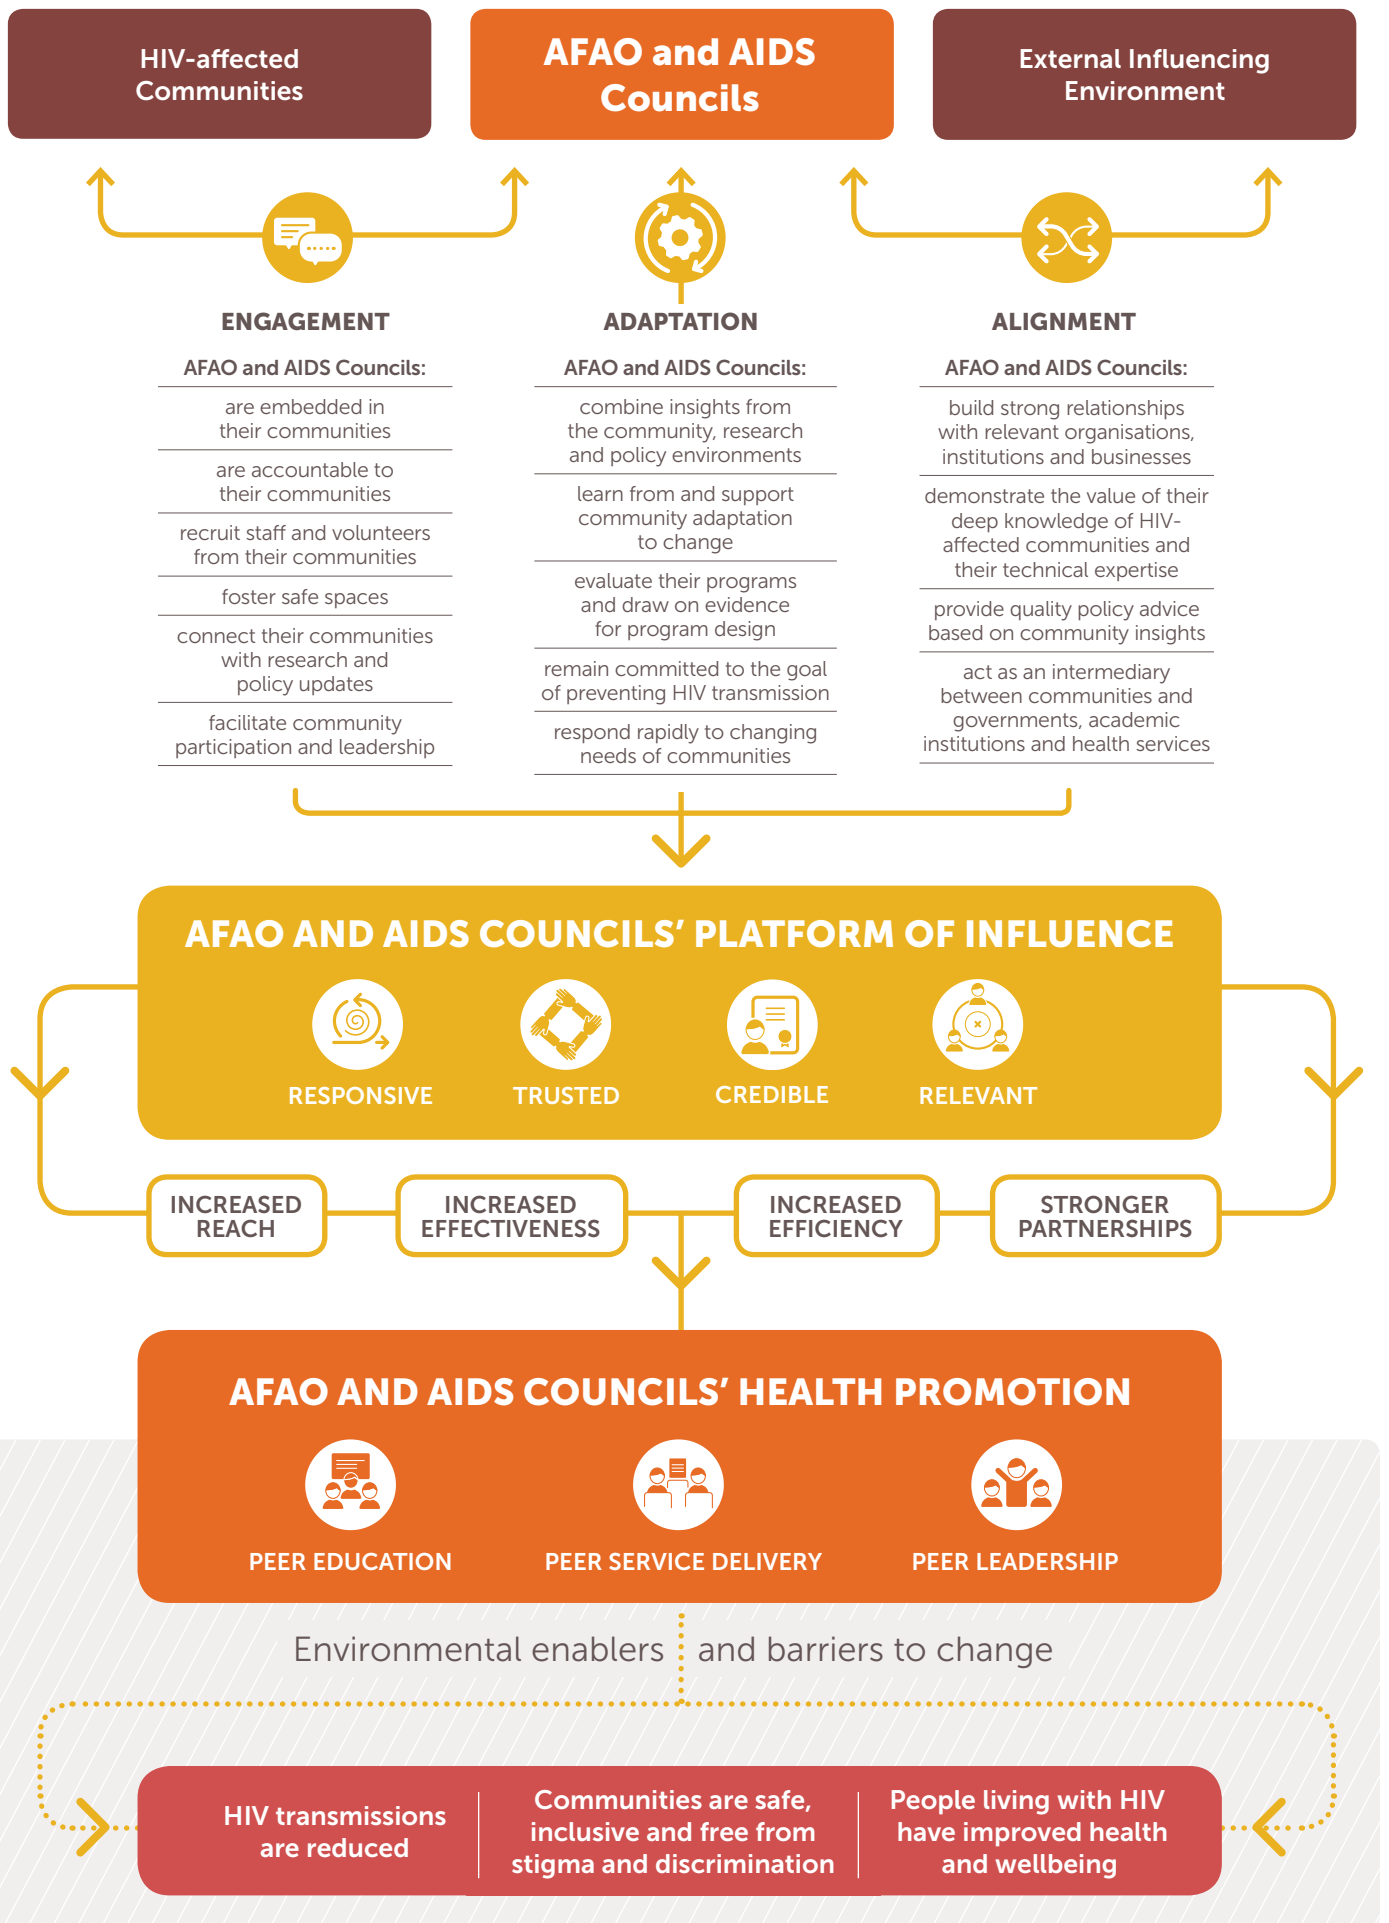 HIV-affected
Communities
AFAO and AIDS
Councils
External Influencing
Environment
ENGAGEMENT
AFAO and AIDS Councils:
are embedded in
their communities
are accountable to
their communities
recruit staff and volunteers
from their communities
foster safe spaces
connect their communities
with research and
policy updates
facilitate community
participation and leadership
ADAPTATION
AFAO and AIDS Councils:
combine insights from
the community, research
and policy environments
learn from and support
community adaptation
to change
evaluate their programs
and draw on evidence
for program design
remain committed to the goal
of preventing HIV transmission
respond rapidly to changing
needs of communities
ALIGNMENT
AFAO and AIDS Councils:
build strong relationships
with relevant organisations,
institutions and businesses
demonstrate the value of their
deep knowledge of HIV-
affected communities and
their technical expertise
provide quality policy advice
based on community insights
act as an intermediary
between communities and
governments, academic
institutions and health services
AFAO AND AIDS COUNCILS’ PLATFORM OF INFLUENCE
RESPONSIVE
TRUSTED
CREDIBLE
RELEVANT
INCREASED
REACH
INCREASED
EFFECTIVENESS
INCREASED
EFFICIENCY
STRONGER
PARTNERSHIPS
AFAO AND AIDS COUNCILS’ HEALTH PROMOTION
PEER EDUCATION
PEER SERVICE DELIVERY
PEER LEADERSHIP
Environmental enablers and barriers to change
HIV transmissions
are reduced
Communities are safe,
inclusive and free from
stigma and discrimination
People living with HIV
have improved health
and wellbeing